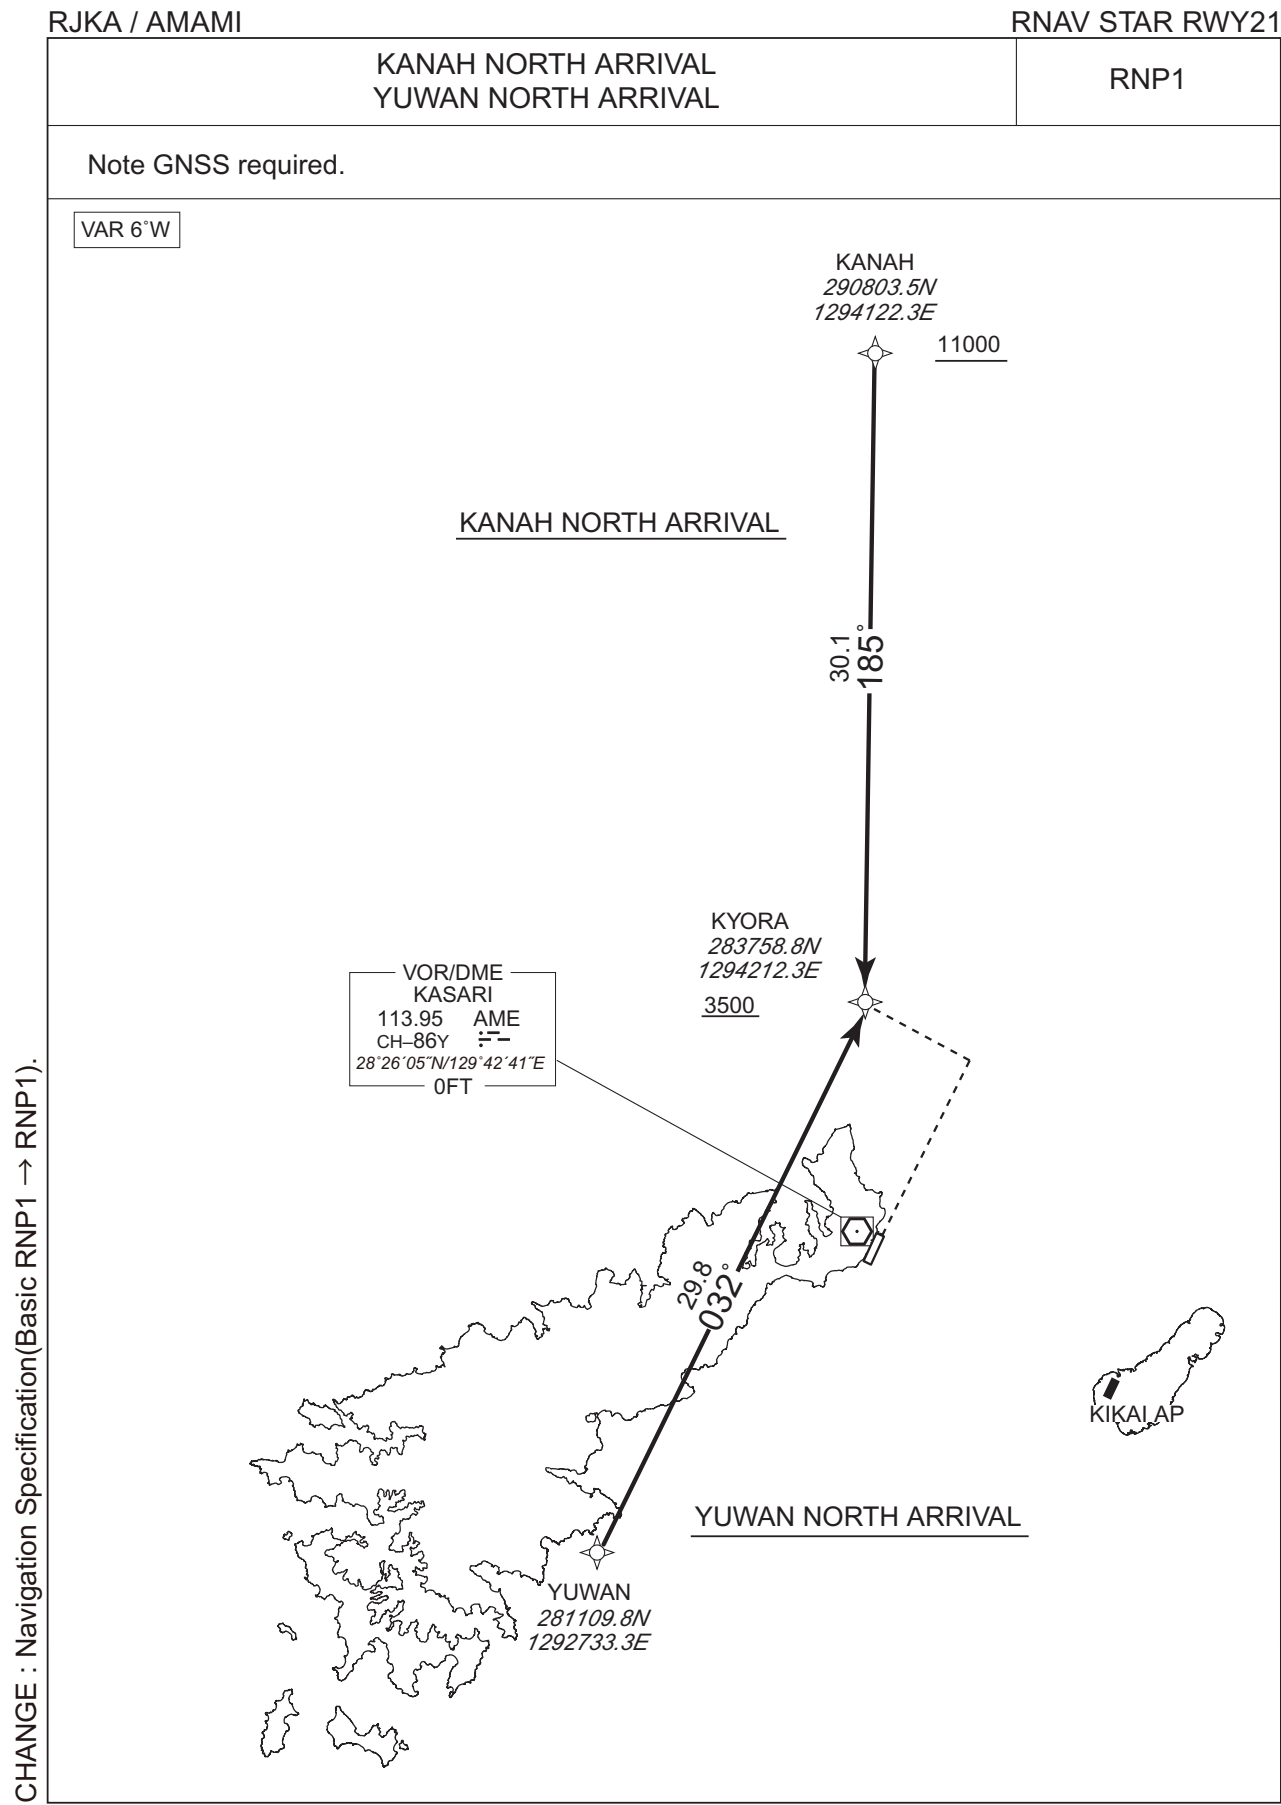 RJKA / AMAMI
RNAV STAR RWY21
KANAH NORTH ARRIVAL
YUWAN NORTH ARRIVAL
RNP1
Note GNSS required.
VAR 6°W
KANAH
290803.5N
1294122.3E
11000
KANAH NORTH ARRIVAL
30.1
185°
KYORA
283758.8N
1294212.3E
3500
VOR/DME
KASARI
113.95 AME
CH–86Y
28°26´05˝N/129°42´41˝E
0FT
29.8
032°
KIKAI AP
YUWAN NORTH ARRIVAL
YUWAN
281109.8N
1292733.3E
CHANGE : Navigation Specification(Basic RNP1 → RNP1).